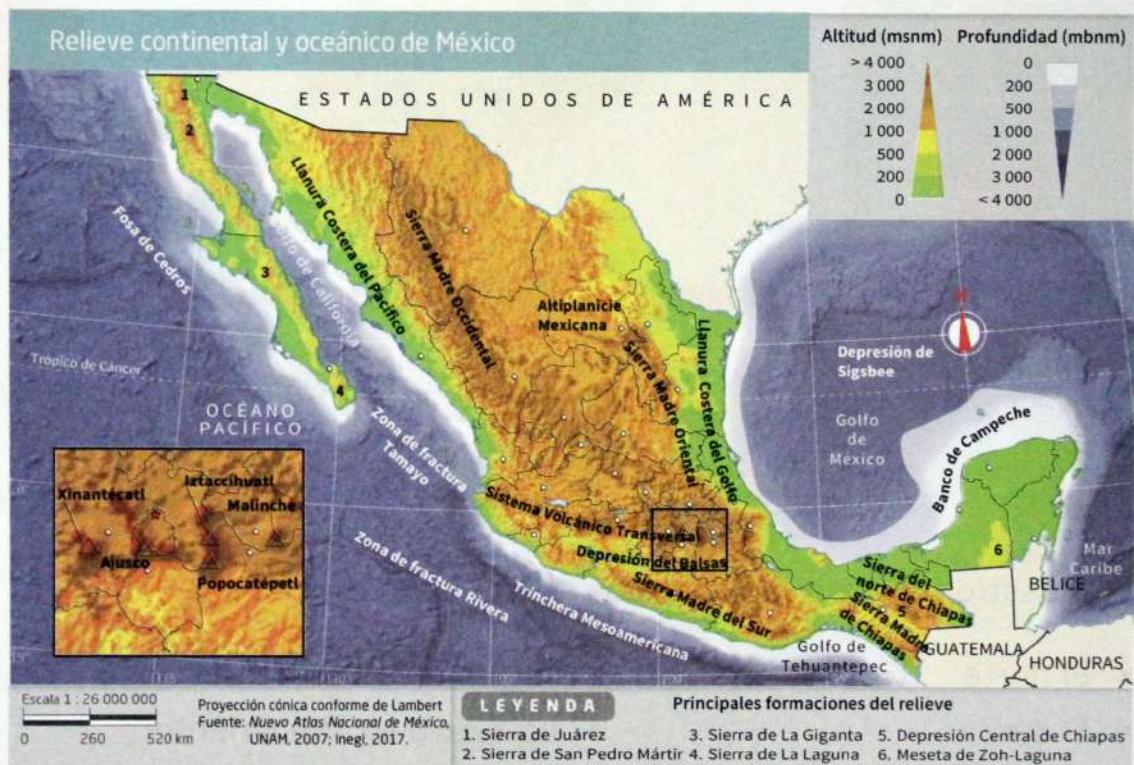 Relieve continental y oceánico de México
Altitud (msnm)
> 4 000
3 000
2 000
1 000
500
200
0
Profundidad (mbnm)
0
200
500
1 000
2 000
3 000
< 4 000
ESTADOS UNIDOS DE AMÉRICA
1
2
3
4
Fosa de Cedros
Golfo de California
Llanura Costera del Pacífico
Sierra Madre Occidental
Altiplanicie
Mexicana
Sierra Madre Oriental
Llanura Costera del Golfo
Depresión de
Sigsbee
Golfo
de
México
Banco de Campeche
Trópico de Cáncer
OCÉANO
PACÍFICO
Zona de fractura
Tamayo
Zona de fractura Rivera
Trinchera Mesoamericana
Sistema Volcánico Transversal
Depresión del Balsas
Sierra Madre del Sur
Golfo de
Tehuantepec
Sierra del
norte de Chiapas
5
Sierra Madre
de Chiapas
6
Mar
Caribe
BELICE
GUATEMALA
HONDURAS
Xinantécatl
Iztaccíhuatl
Malinche
Ajusco
Popocatépetl
Escala 1 : 26 000 000
0 260 520 km
Proyección cónica conforme de Lambert
Fuente: Nuevo Atlas Nacional de México,
UNAM, 2007; Inegi, 2017.
LEYENDA
Principales formaciones del relieve
1. Sierra de Juárez
2. Sierra de San Pedro Mártir
3. Sierra de La Giganta
4. Sierra de La Laguna
5. Depresión Central de Chiapas
6. Meseta de Zoh-Laguna